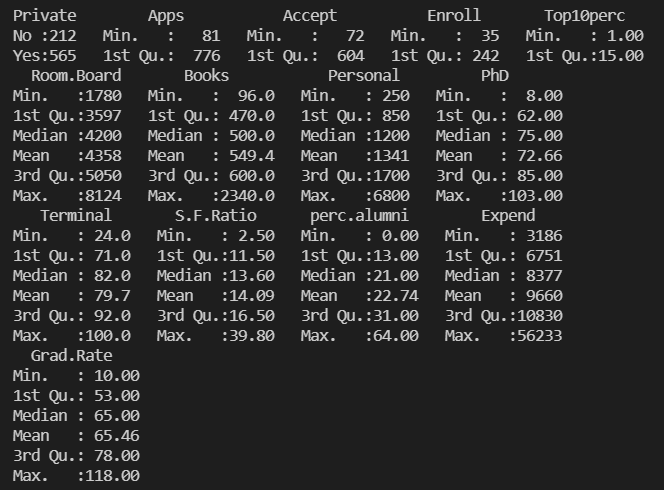 Private          Apps           Accept          Enroll       Top10perc
No :212   Min.   :   81   Min.   :   72   Min.   :  35   Min.   : 1.00
Yes:565   1st Qu.:  776   1st Qu.:  604   1st Qu.: 242   1st Qu.:15.00
  Room.Board       Books           Personal         PhD
Min.   :1780   Min.   :  96.0   Min.   : 250   Min.   :  8.00
1st Qu.:3597   1st Qu.: 470.0   1st Qu.: 850   1st Qu.: 62.00
Median :4200   Median : 500.0   Median :1200   Median : 75.00
Mean   :4358   Mean   : 549.4   Mean   :1341   Mean   : 72.66
3rd Qu.:5050   3rd Qu.: 600.0   3rd Qu.:1700   3rd Qu.: 85.00
Max.   :8124   Max.   :2340.0   Max.   :6800   Max.   :103.00
   Terminal       S.F.Ratio      perc.alumni        Expend
Min.   : 24.0   Min.   : 2.50   Min.   : 0.00   Min.   : 3186
1st Qu.: 71.0   1st Qu.:11.50   1st Qu.:13.00   1st Qu.: 6751
Median : 82.0   Median :13.60   Median :21.00   Median : 8377
Mean   : 79.7   Mean   :14.09   Mean   :22.74   Mean   : 9660
3rd Qu.: 92.0   3rd Qu.:16.50   3rd Qu.:31.00   3rd Qu.:10830
Max.   :100.0   Max.   :39.80   Max.   :64.00   Max.   :56233
  Grad.Rate
Min.   : 10.00
1st Qu.: 53.00
Median : 65.00
Mean   : 65.46
3rd Qu.: 78.00
Max.   :118.00